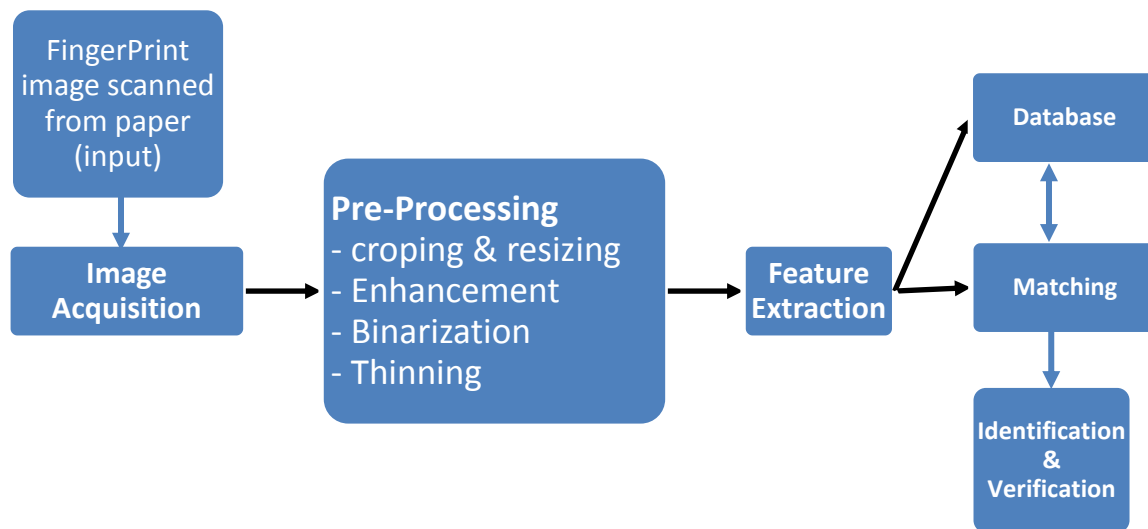 FingerPrint
image scanned
from paper
(input)
Image
Acquisition
Pre-Processing
- croping & resizing
- Enhancement
- Binarization
- Thinning
Feature
Extraction
Database
Matching
Identification
&
Verification